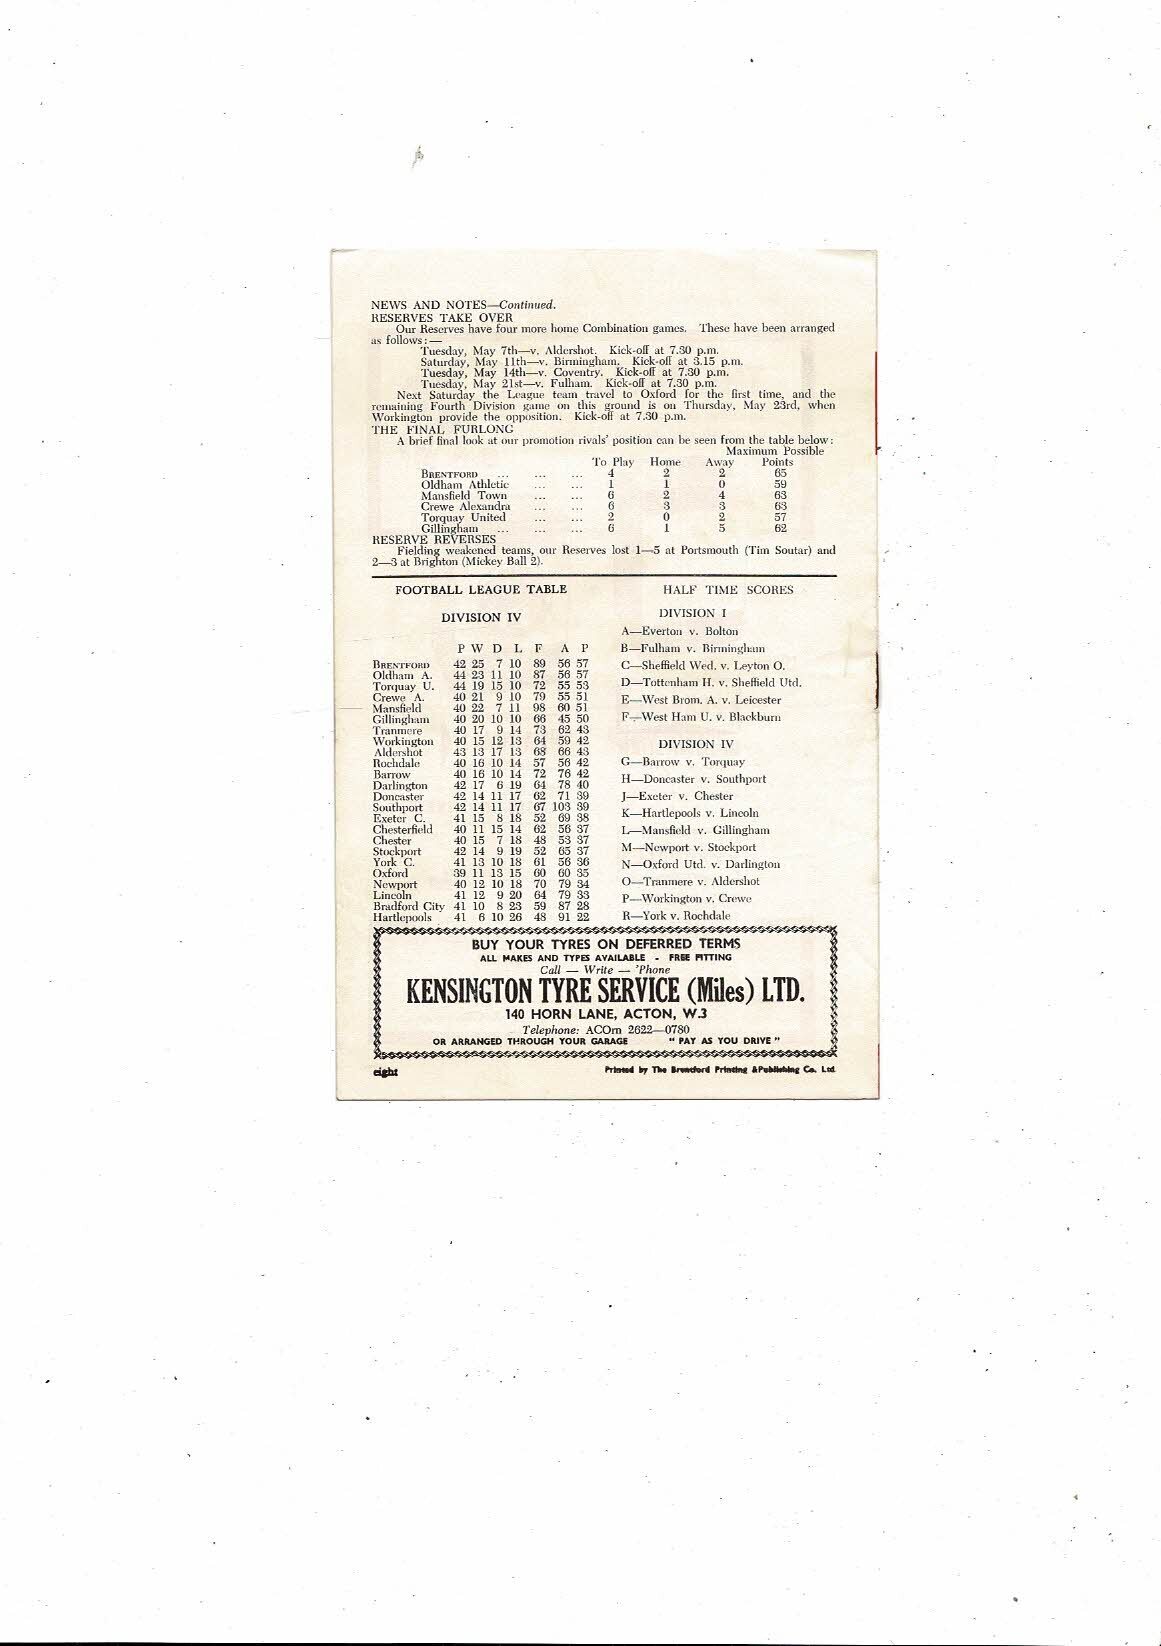 NEWS AND NOTES—Continued.
RESERVES TAKE OVER
Our Reserves have four more home Combination games. These have been arranged
as follows:—
Tuesday, May 7th—v. Aldershot. Kick-off at 7.30 p.m.
Saturday, May 11th—v. Birmingham. Kick-off at 3.15 p.m.
Tuesday, May 14th—v. Coventry. Kick-off at 7.30 p.m.
Tuesday, May 21st—v. Fulham. Kick-off at 7.30 p.m.
Next Saturday the League team travel to Oxford for the first time, and the
remaining Fourth Division game on this ground is on Thursday, May 23rd, when
Workington provide the opposition. Kick-off at 7.30 p.m.
THE FINAL FURLONG
A brief final look at our promotion rivals' position can be seen from the table below:
Maximum Possible
To Play Home Away Points
BRENTFORD ... ... ... 4 2 2 65
Oldham Athletic ... ... 1 1 0 59
Mansfield Town ... ... 6 2 4 63
Crewe Alexandra ... ... 6 3 3 63
Torquay United ... ... 2 0 2 57
Gillingham ... ... ... 6 1 5 62
RESERVE REVERSES
Fielding weakened teams, our Reserves lost 1—5 at Portsmouth (Tim Soutar) and
2—3 at Brighton (Mickey Ball 2).
FOOTBALL LEAGUE TABLE
DIVISION IV
P W D L F A P
BRENTFORD 42 25 7 10 89 56 57
Oldham A. 44 23 11 10 87 56 57
Torquay U. 44 19 15 10 72 55 53
Crewe A. 40 21 9 10 79 55 51
Mansfield 40 22 7 11 98 60 51
Gillingham 40 20 10 10 66 45 50
Tranmere 40 17 9 14 73 62 43
Workington 40 15 12 13 64 59 42
Aldershot 43 13 17 13 68 66 43
Rochdale 40 16 10 14 57 56 42
Barrow 40 16 10 14 72 76 42
Darlington 42 17 6 19 64 78 40
Doncaster 42 14 11 17 62 71 39
Southport 42 14 11 17 67 103 39
Exeter C. 41 15 8 18 52 69 38
Chesterfield 40 11 15 14 62 56 37
Chester 40 15 7 18 48 53 37
Stockport 42 14 9 19 52 65 37
York C. 41 13 10 18 61 56 36
Oxford 39 11 13 15 60 60 35
Newport 40 12 10 18 70 79 34
Lincoln 41 12 9 20 64 79 33
Bradford City 41 10 8 23 59 87 28
Hartlepools 41 6 10 26 48 91 22
HALF TIME SCORES
DIVISION I
A—Everton v. Bolton
B—Fulham v. Birmingham
C—Sheffield Wed. v. Leyton O.
D—Tottenham H. v. Sheffield Utd.
E—West Brom. A. v. Leicester
F—West Ham U. v. Blackburn
DIVISION IV
G—Barrow v. Torquay
H—Doncaster v. Southport
J—Exeter v. Chester
K—Hartlepools v. Lincoln
L—Mansfield v. Gillingham
M—Newport v. Stockport
N—Oxford Utd. v. Darlington
O—Tranmere v. Aldershot
P—Workington v. Crewe
R—York v. Rochdale
BUY YOUR TYRES ON DEFERRED TERMS
ALL MAKES AND TYPES AVAILABLE - FREE FITTING
Call — Write — 'Phone
KENSINGTON TYRE SERVICE (Miles) LTD.
140 HORN LANE, ACTON, W.3
Telephone: ACOrn 2622—0780
OR ARRANGED THROUGH YOUR GARAGE " PAY AS YOU DRIVE "
eight
Printed by The Brentford Printing & Publishing Co. Ltd.